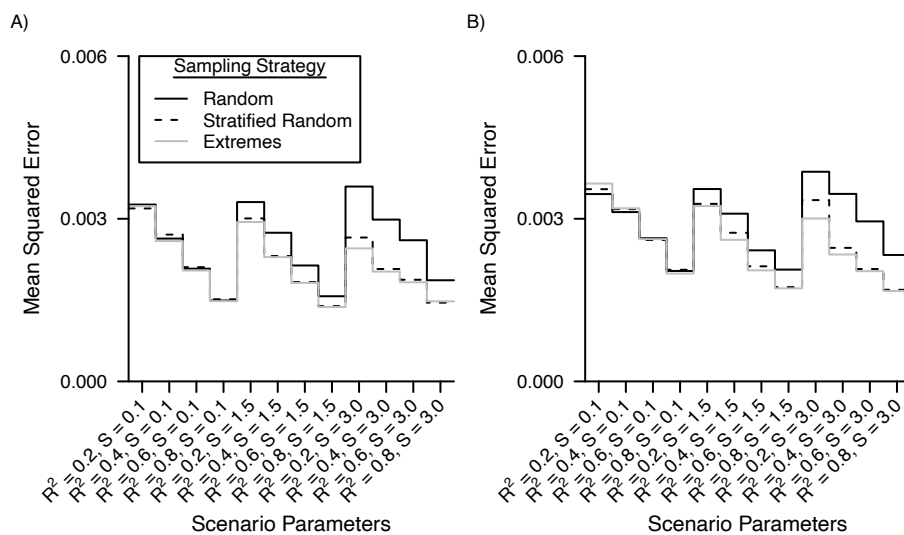 A)
0.006
0.003
0.000
Mean Squared Error
Sampling Strategy
Random
Stratified Random
Extremes
R² = 0.2, S = 0.1
R² = 0.4, S = 0.1
R² = 0.6, S = 0.1
R² = 0.8, S = 0.1
R² = 0.2, S = 1.5
R² = 0.4, S = 1.5
R² = 0.6, S = 1.5
R² = 0.8, S = 1.5
R² = 0.2, S = 3.0
R² = 0.4, S = 3.0
R² = 0.6, S = 3.0
R² = 0.8, S = 3.0
Scenario Parameters
B)
0.006
0.003
0.000
Mean Squared Error
R² = 0.2, S = 0.1
R² = 0.4, S = 0.1
R² = 0.6, S = 0.1
R² = 0.8, S = 0.1
R² = 0.2, S = 1.5
R² = 0.4, S = 1.5
R² = 0.6, S = 1.5
R² = 0.8, S = 1.5
R² = 0.2, S = 3.0
R² = 0.4, S = 3.0
R² = 0.6, S = 3.0
R² = 0.8, S = 3.0
Scenario Parameters